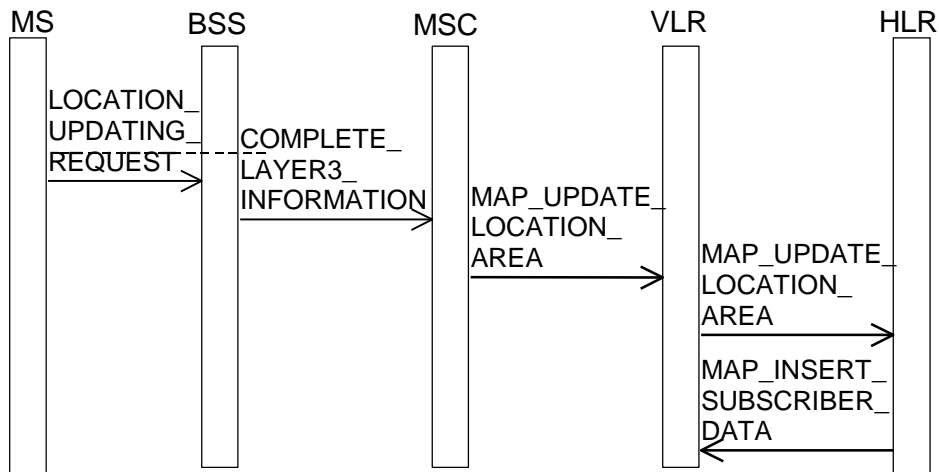 MS
BSS
MSC
VLR
HLR
LOCATION_
UPDATING_
REQUEST
COMPLETE_
LAYER3_
INFORMATION
MAP_UPDATE_
LOCATION_
AREA
MAP_UPDATE_
LOCATION_
AREA
MAP_INSERT_
SUBSCRIBER_
DATA